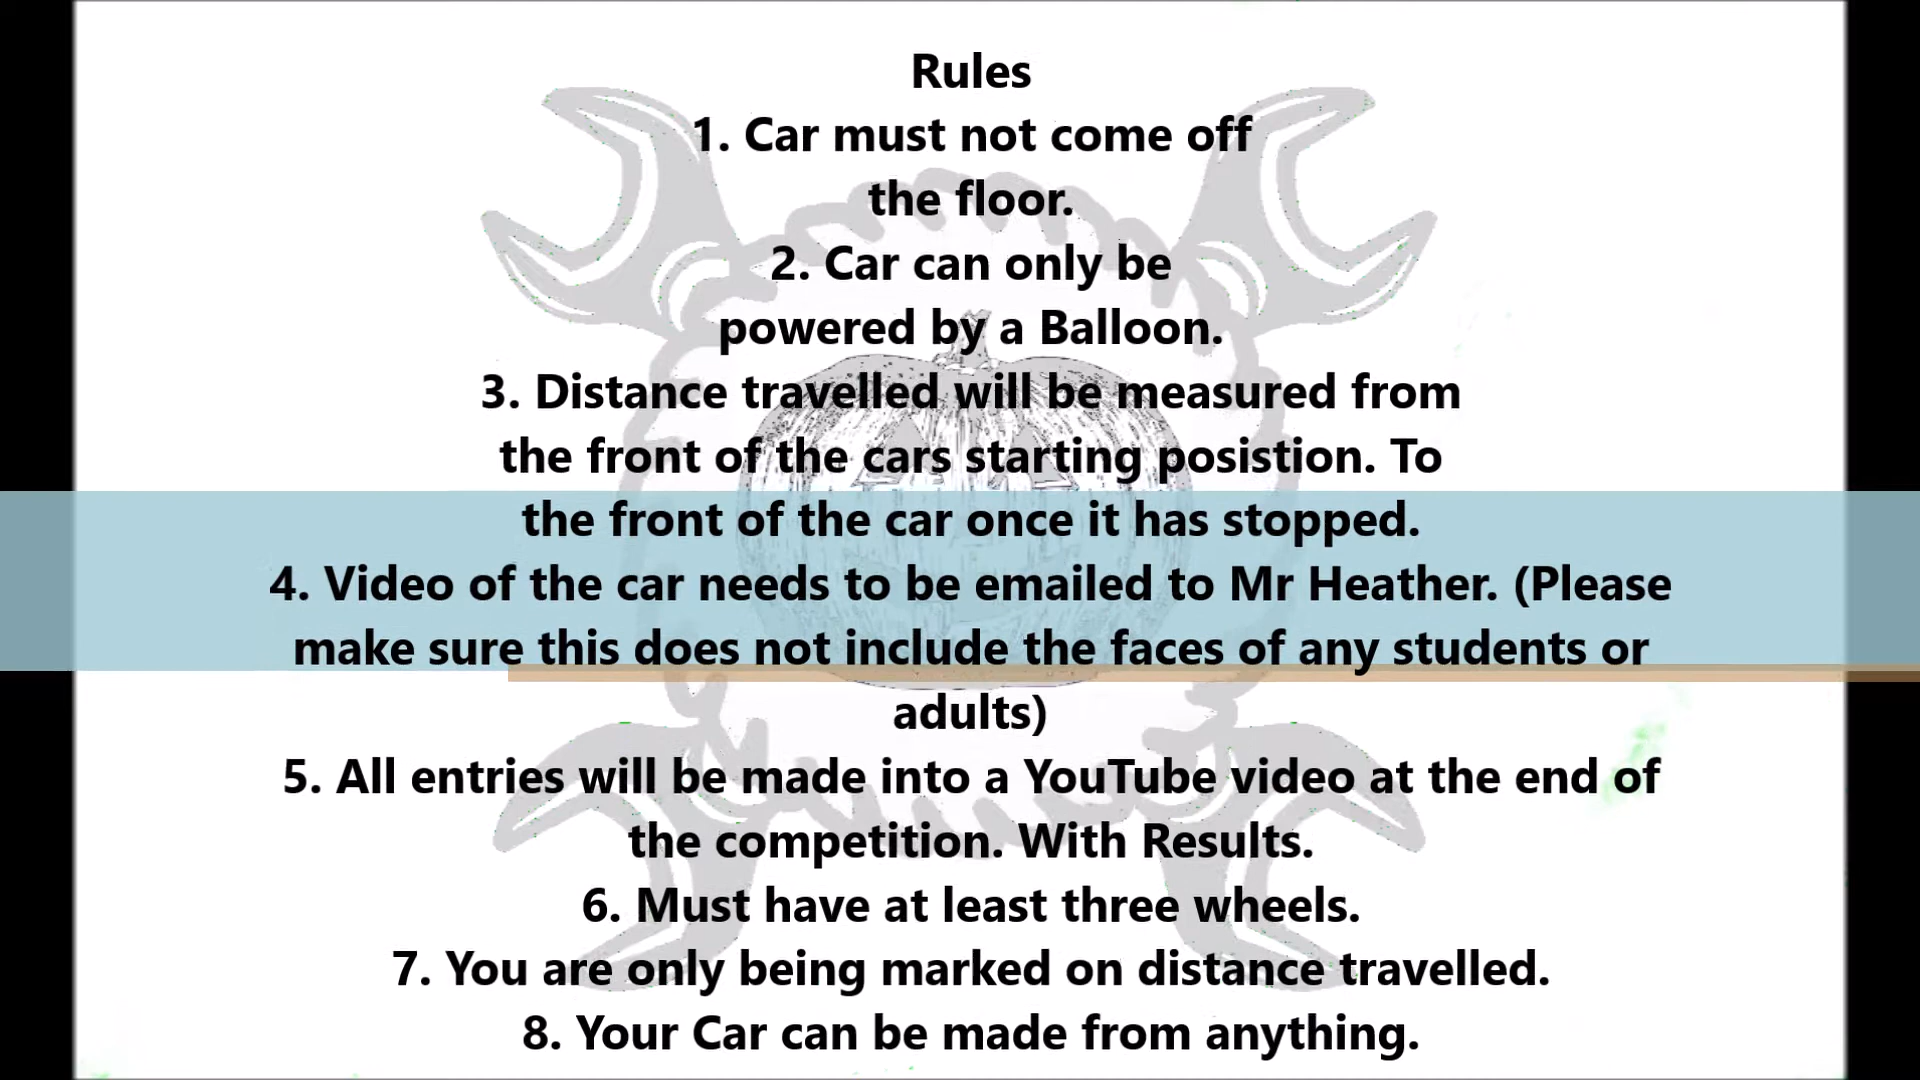 Rules
1. Car must not come off
the floor.
2. Car can only be
powered by a Balloon.
3. Distance travelled will be measured from
the front of the cars starting posistion. To
the front of the car once it has stopped.
4. Video of the car needs to be emailed to Mr Heather. (Please
make sure this does not include the faces of any students or
adults)
5. All entries will be made into a YouTube video at the end of
the competition. With Results.
6. Must have at least three wheels.
7. You are only being marked on distance travelled.
8. Your Car can be made from anything.